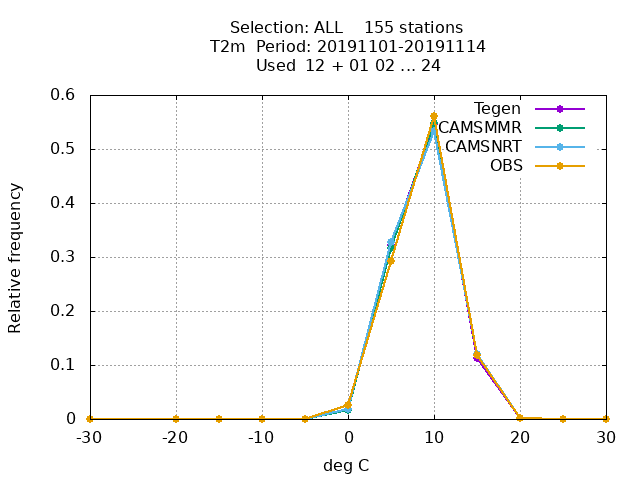 Selection: ALL    155 stations
T2m  Period: 20191101-20191114
Used  12 + 01 02 ... 24
Tegen
CAMSMMR
CAMSNRT
OBS
Relative frequency
0.6
0.5
0.4
0.3
0.2
0.1
0
-30
-20
-10
0
10
20
30
deg C